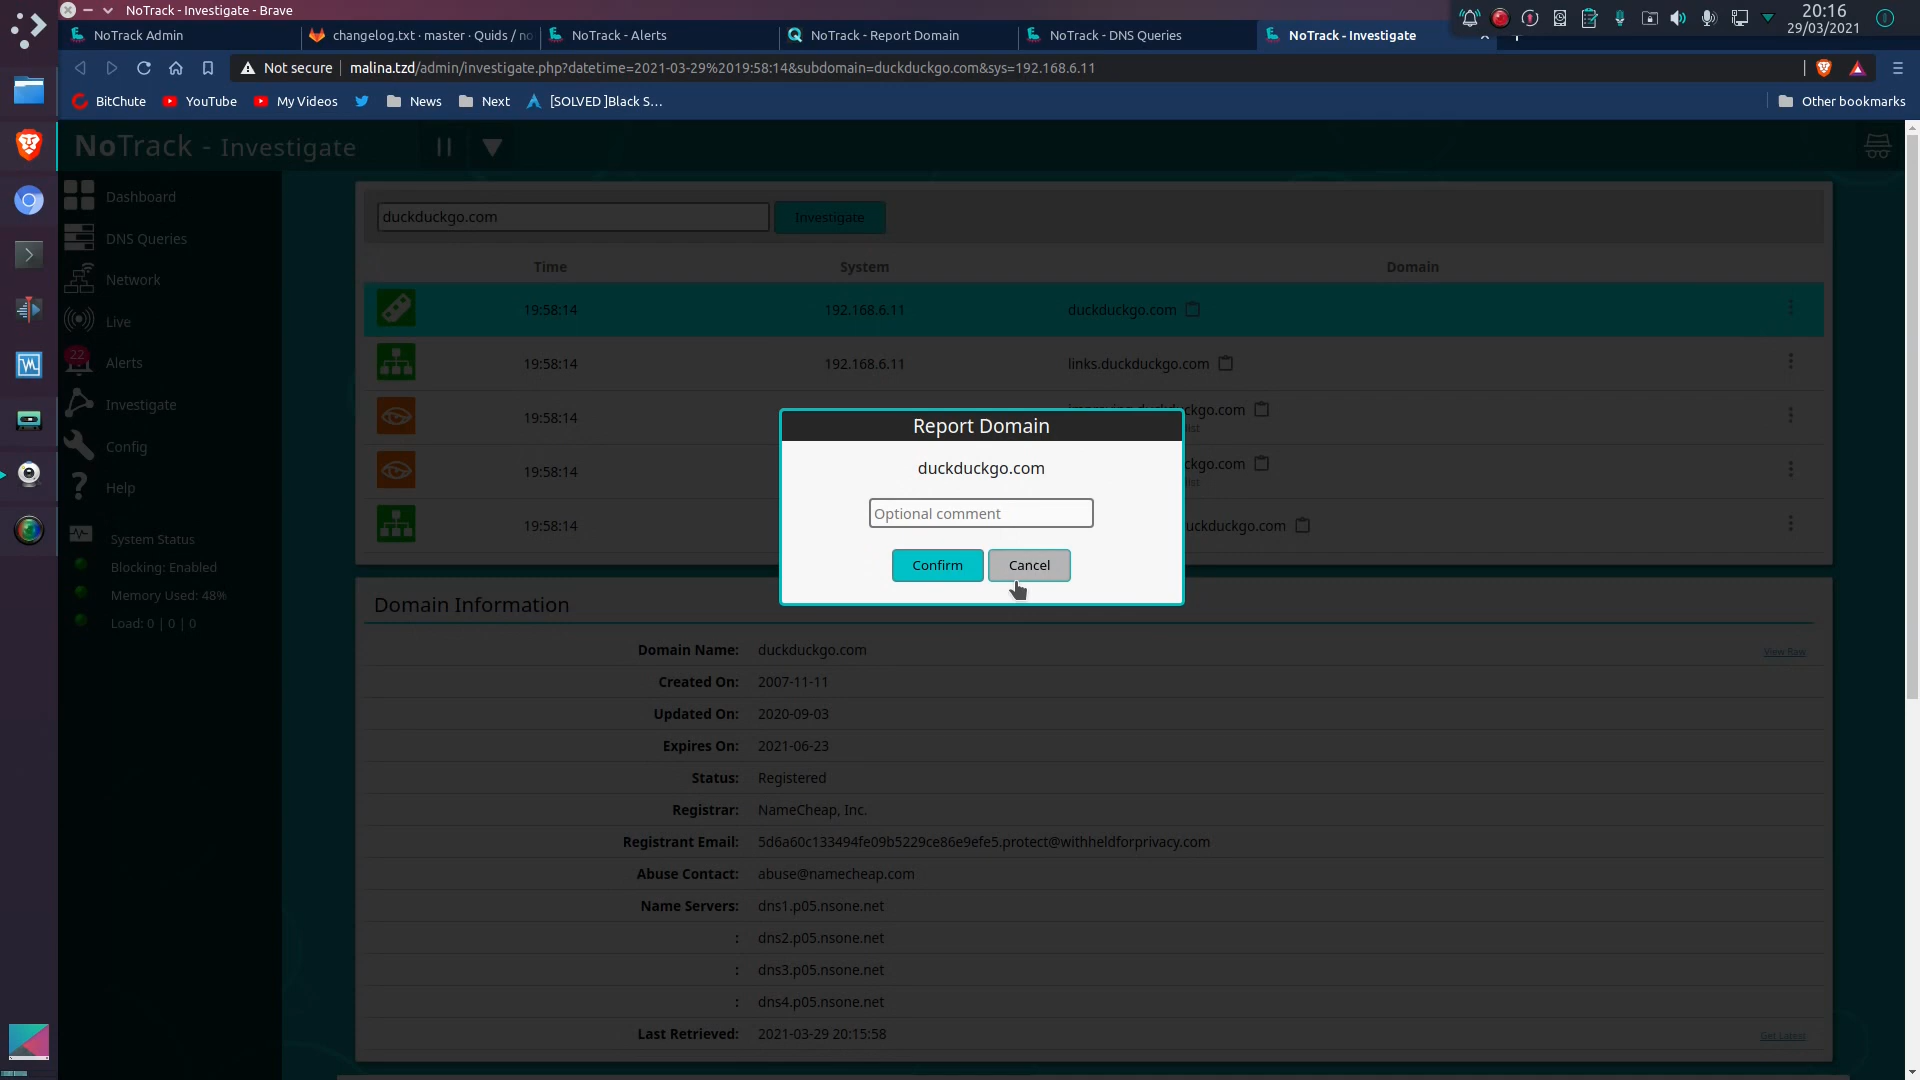 NoTrack - Investigate - Brave
20:16
29/03/2021
NoTrack Admin
changelog.txt · master · Quids / no
NoTrack - Alerts
NoTrack - Report Domain
NoTrack - DNS Queries
NoTrack - Investigate
Not secure
malina.tzd/admin/investigate.php?datetime=2021-03-29%2019:58:14&subdomain=duckduckgo.com&sys=192.168.6.11
BitChute
YouTube
My Videos
News
Next
[SOLVED ]Black S...
Other bookmarks
NoTrack - Investigate
Dashboard
DNS Queries
Network
Live
22
Alerts
Investigate
Config
Help
System Status
Blocking: Enabled
Memory Used: 48%
Load: 0 | 0 | 0
duckduckgo.com
Investigate
Time System Domain
19:58:14 192.168.6.11 duckduckgo.com
19:58:14 192.168.6.11 links.duckduckgo.com
19:58:14
19:58:14
19:58:14
Report Domain
duckduckgo.com
Optional comment
Confirm
Cancel
Domain Information
Domain Name: duckduckgo.com
View Raw
Created On: 2007-11-11
Updated On: 2020-09-03
Expires On: 2021-06-23
Status: Registered
Registrar: NameCheap, Inc.
Registrant Email: 5d6a60c133494fe09b5229ce86e9efe5.protect@withheldforprivacy.com
Abuse Contact: abuse@namecheap.com
Name Servers: dns1.p05.nsone.net
: dns2.p05.nsone.net
: dns3.p05.nsone.net
: dns4.p05.nsone.net
Last Retrieved: 2021-03-29 20:15:58
Get Latest